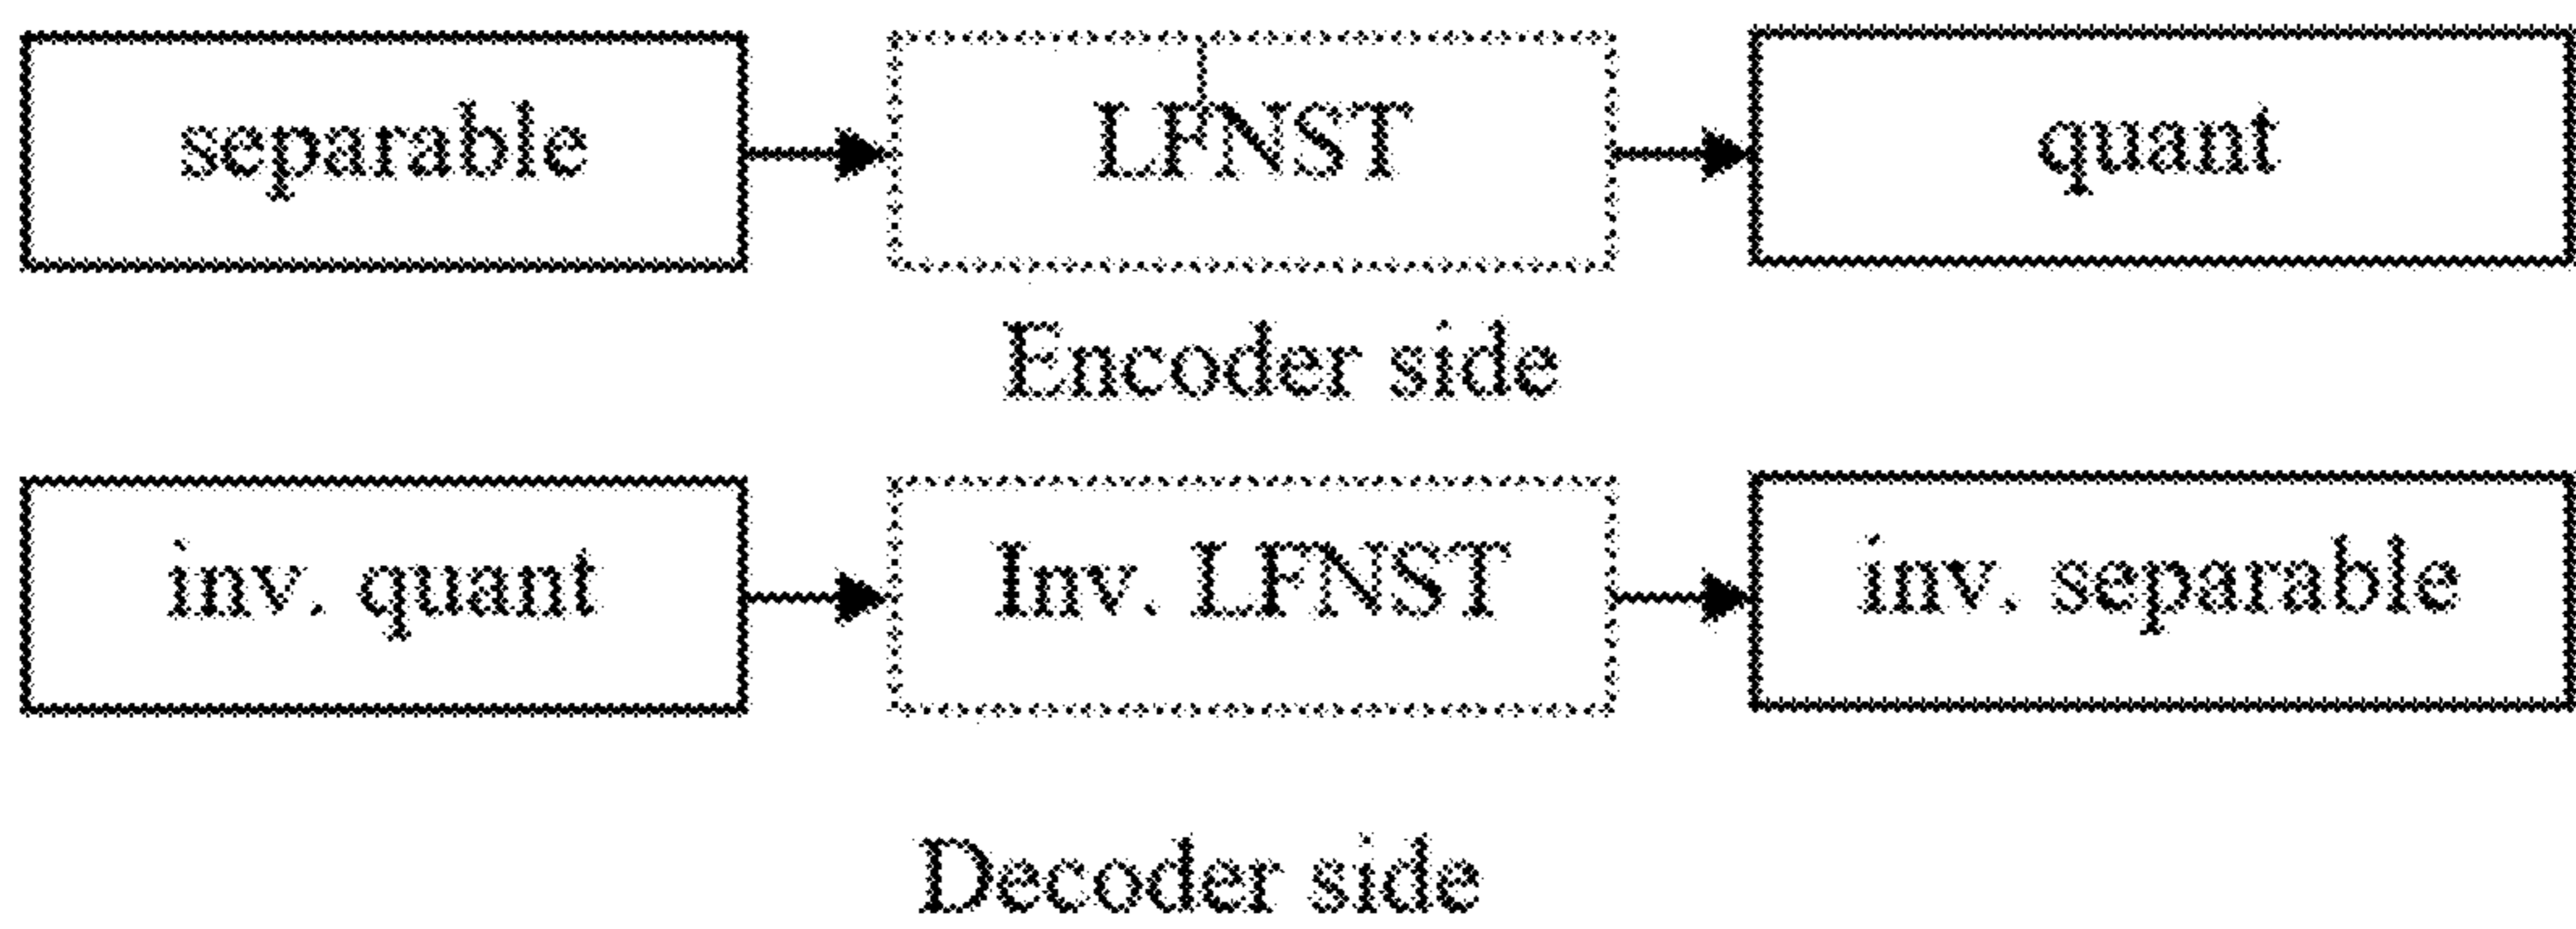 separable LFNST quant
Encoder side
inv. quant Inv. LFNST inv. separable
Decoder side